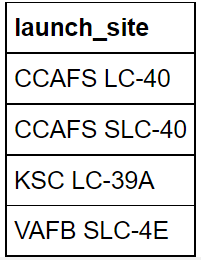 launch_site
CCAFS LC-40
CCAFS SLC-40
KSC LC-39A
VAFB SLC-4E